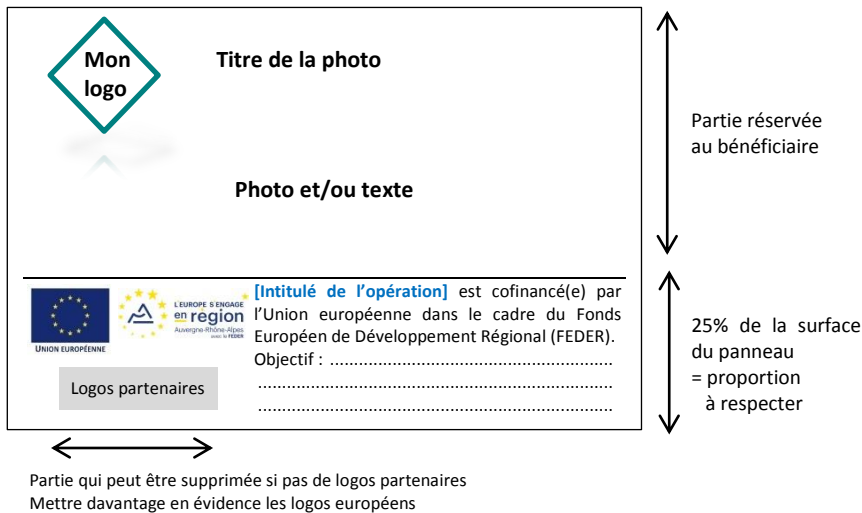 Mon
logo
Titre de la photo
Photo et/ou texte
Partie réservée
au bénéficiaire
UNION EUROPÉENNE
L'EUROPE S'ENGAGE
en région
Auvergne-Rhône-Alpes
avec le FEDER
[Intitulé de l'opération] est cofinancé(e) par
l'Union européenne dans le cadre du Fonds
Européen de Développement Régional (FEDER).
Objectif : ................................................
.............................................................
.............................................................
Logos partenaires
25% de la surface
du panneau
= proportion
à respecter
Partie qui peut être supprimée si pas de logos partenaires
Mettre davantage en évidence les logos européens